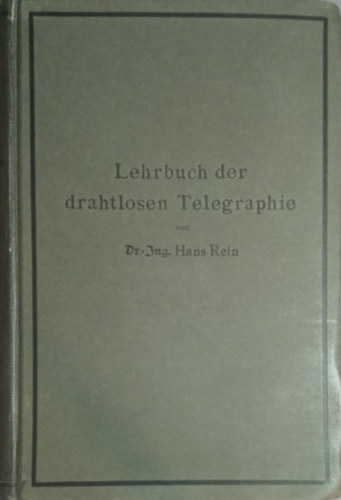 Lehrbuch der
drahtlosen Telegraphie
von
Dr.-Ing. Hans Rein